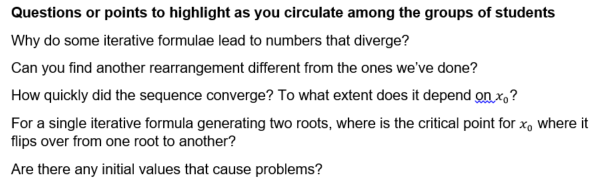 Questions or points to highlight as you circulate among the groups of students
Why do some iterative formulae lead to numbers that diverge?
Can you find another rearrangement different from the ones we've done?
How quickly did the sequence converge? To what extent does it depend on x₀?
For a single iterative formula generating two roots, where is the critical point for x₀ where it
flips over from one root to another?
Are there any initial values that cause problems?